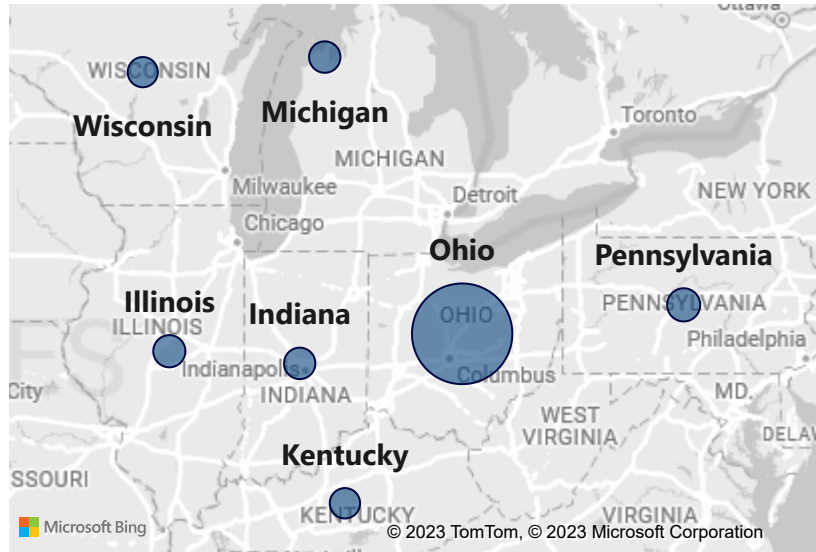 Ottawa
WISCONSIN
Wisconsin
Michigan
Toronto
MICHIGAN
Milwaukee
Detroit
NEW YORK
Chicago
Ohio
Pennsylvania
Illinois
Indiana
OHIO
PENNSYLVANIA
ILLINOIS
Philadelphia
Indianapolis
Columbus
City
INDIANA
MD.
WEST
VIRGINIA
DELAW
Kentucky
SSOURI
KENTUCKY
VIRGINIA
Microsoft Bing
© 2023 TomTom, © 2023 Microsoft Corporation